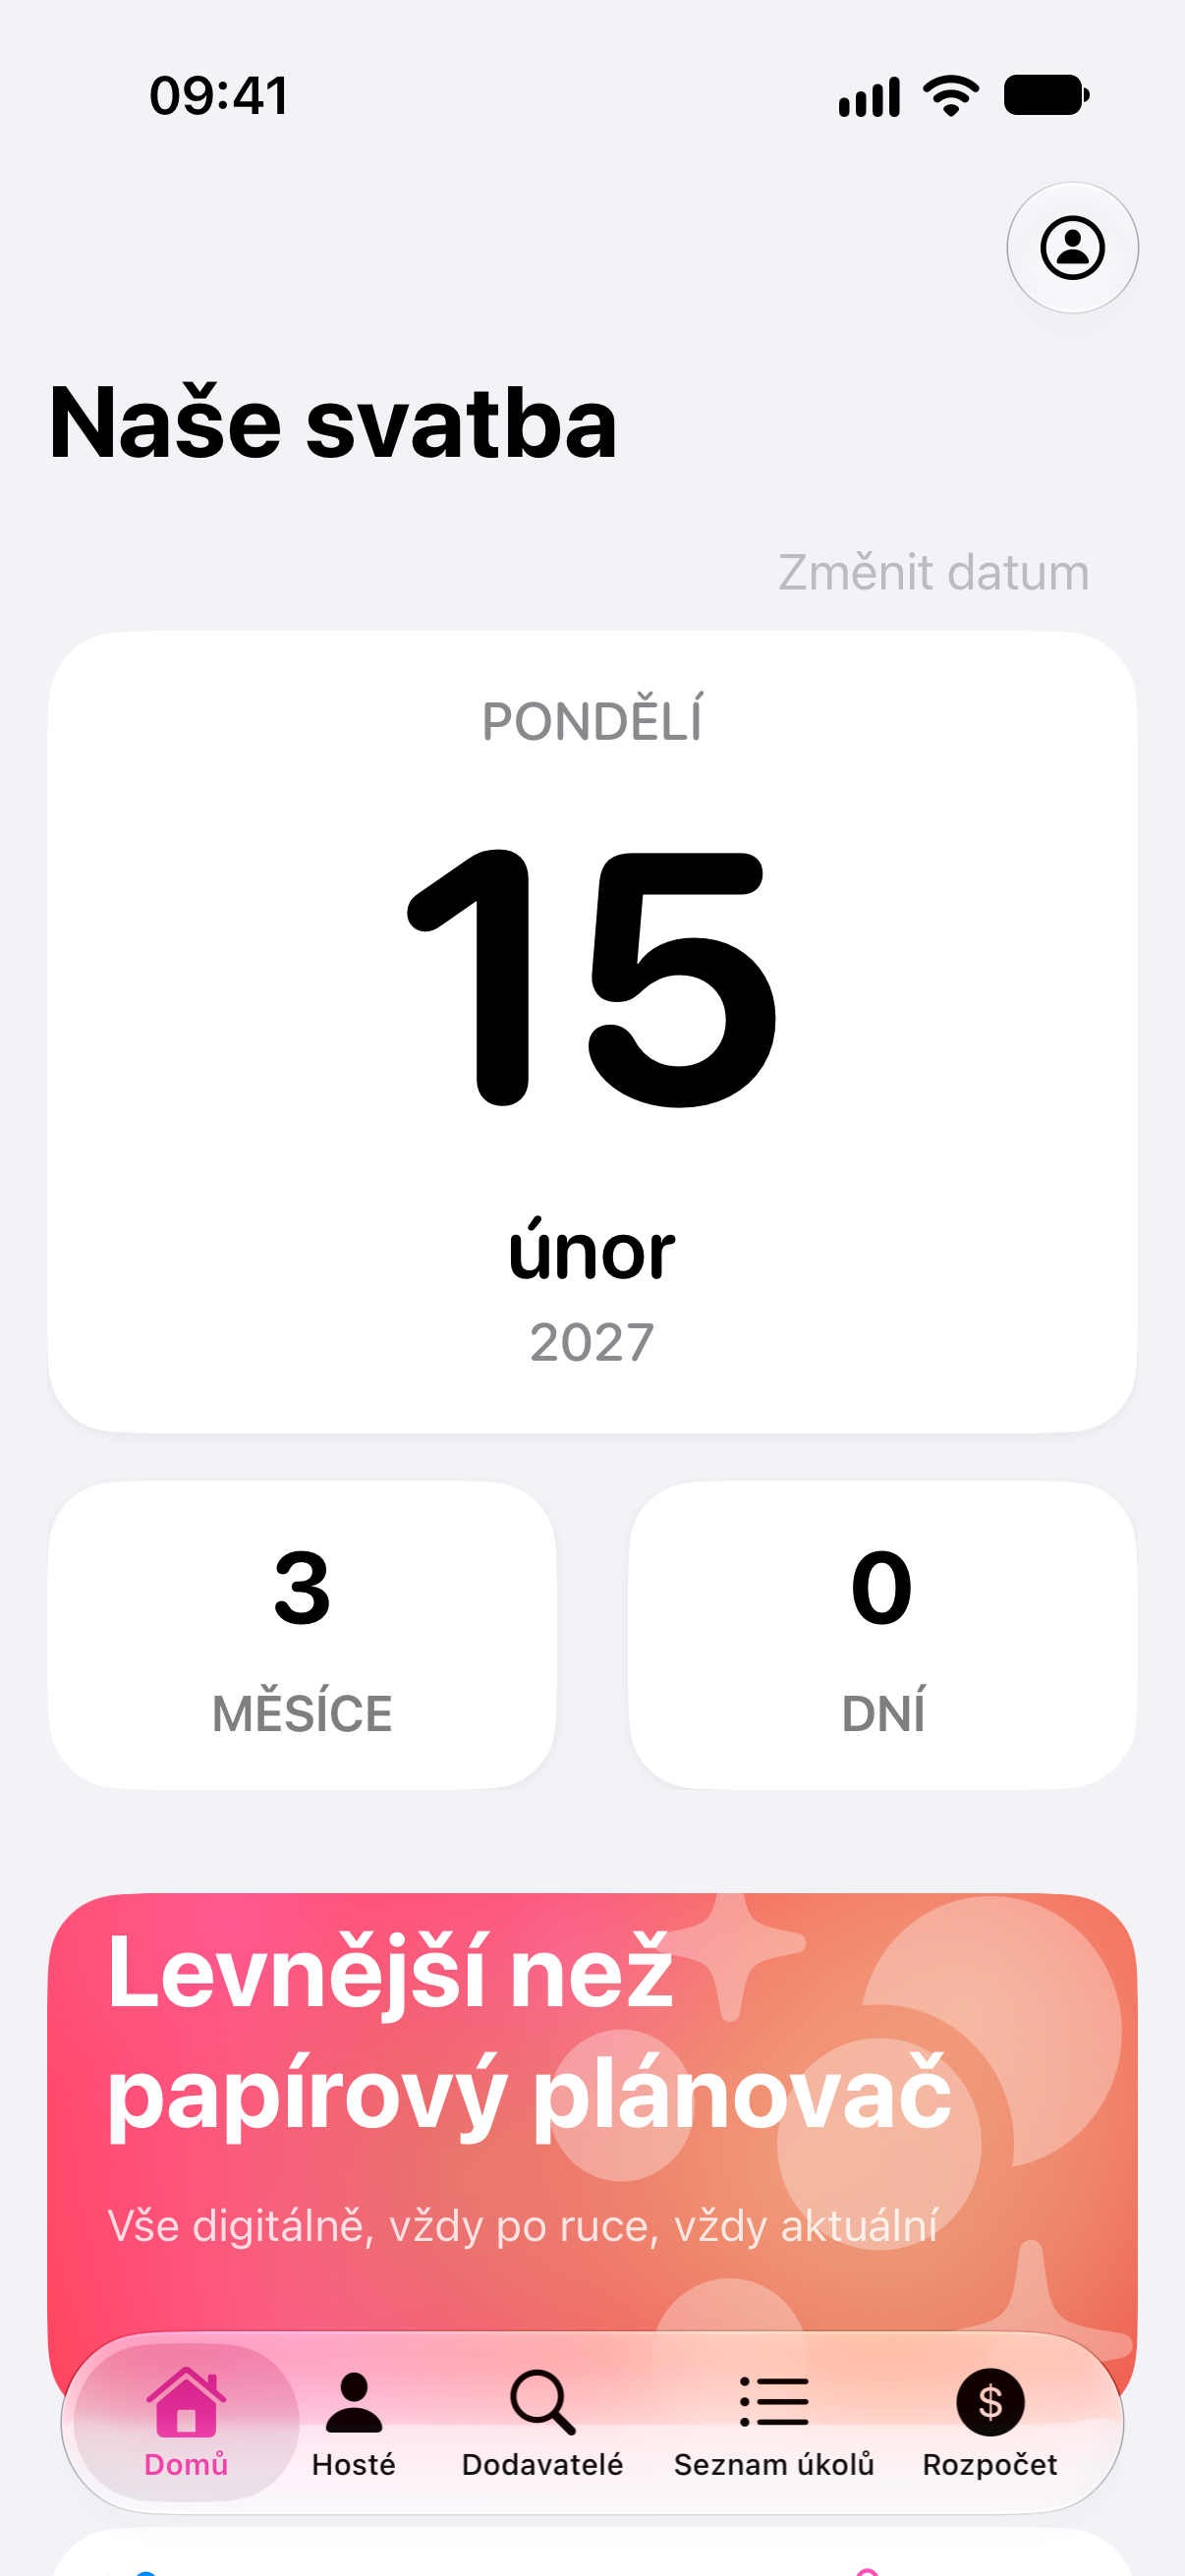 09:41
Naše svatba
Změnit datum
PONDĚLÍ
15
únor
2027
3
MĚSÍCE
0
DNÍ
Levnější než
papírový plánovač
Vše digitálně, vždy po ruce, vždy aktuální
Domů
Hosté
Dodavatelé
Seznam úkolů
Rozpočet